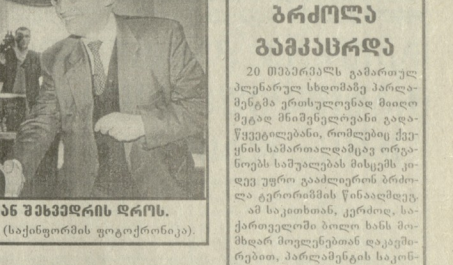 ბრძოლა
გამკაცრდა
20 თებერვალს გამართულ
პლენარულ სხდომაზე პარლა-
მენტმა ერთსულოვნად მიიღო
მეტად მნიშვნელოვანი გადა-
წყვეტილებანი, რომლებიც ქვე-
ყნის სამართალდამცავ ორგა-
ნოებს საშუალებას მისცემს კი-
დევ უფრო გააძლიერონ ბრძო-
ლა ტერორიზმის წინააღმდეგ.
ამ საკითხთან, კერძოდ, სა-
ქართველოში ბოლო ხანს მო-
მხდარ მოვლენებთან დაკავში-
რებით, პარლამენტის საკონ-
ან შეხვედრის დროს.
(საქინფორმის ფოტოქრონიკა).